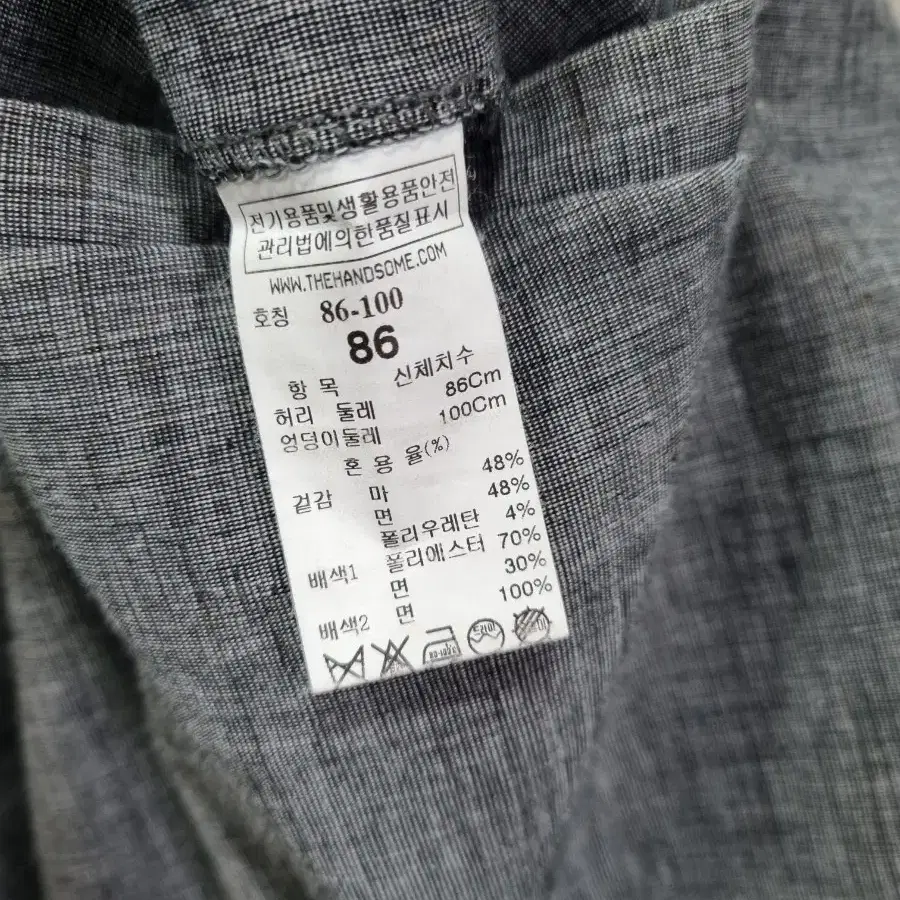 전기용품및생활용품안전
관리법에의한품질표시
WWW.THEHANDSOME.COM
호칭 86-100
86
항 목 신체치수
허리 둘레 86Cm
엉덩이둘레 100Cm
혼 용 율(%)
겉감 마 48%
면 48%
폴리우레탄 4%
배색1 폴리에스터 70%
면 30%
배색2 면 100%
드라이